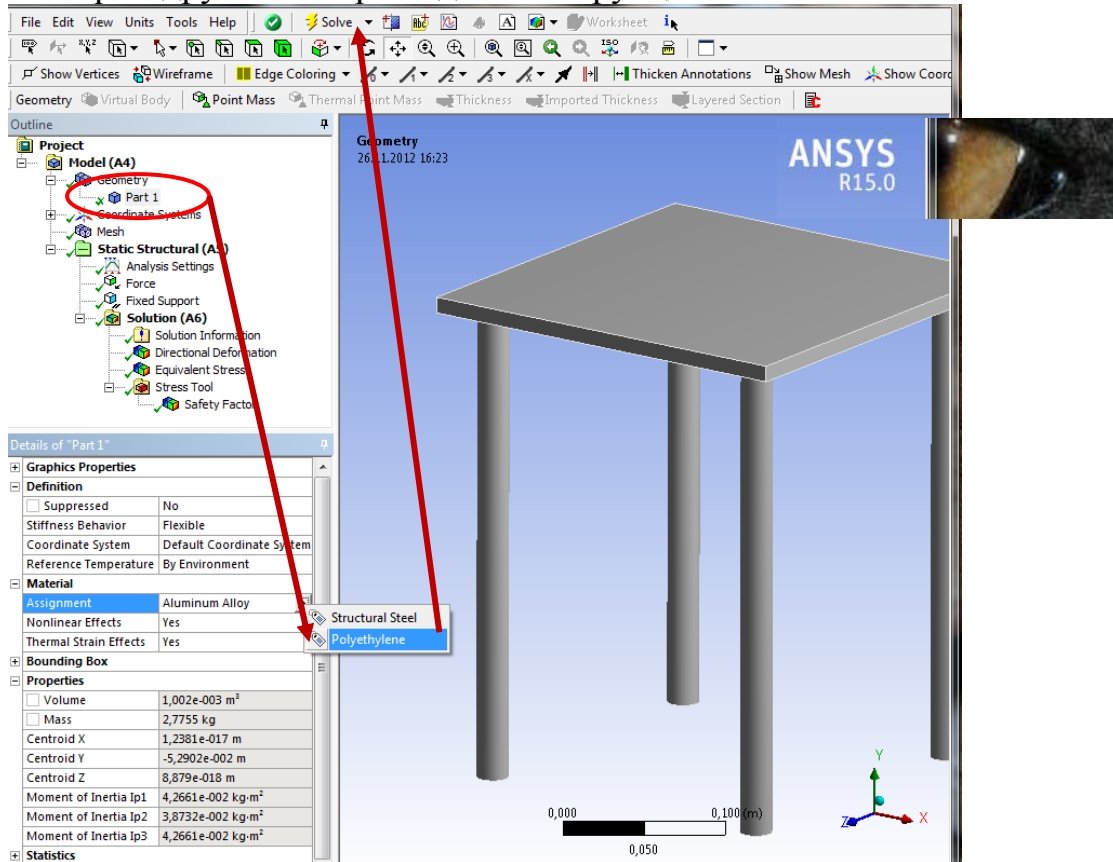 File Edit View Units Tools Help Solve Worksheet
Show Vertices Wireframe Edge Coloring Thicken Annotations Show Mesh Show Coord
Geometry Virtual Body Point Mass Thermal Point Mass Thickness Imported Thickness Layered Section
Outline
Project
Model (A4)
Geometry
Part 1
Coordinate Systems
Mesh
Static Structural (A5)
Analysis Settings
Force
Fixed Support
Solution (A6)
Solution Information
Directional Deformation
Equivalent Stress
Stress Tool
Safety Factor
Geometry
ANSYS
R15.0
Details of "Part 1"
Graphics Properties
Definition
Suppressed No
Stiffness Behavior Flexible
Coordinate System Default Coordinate System
Reference Temperature By Environment
Material
Assignment Aluminum Alloy
Nonlinear Effects Yes
Thermal Strain Effects Yes
Structural Steel
Polyethylene
Bounding Box
Properties
Volume 1,002e-003 m³
Mass 2,7755 kg
Centroid X 1,2381e-017 m
Centroid Y -5,2902e-002 m
Centroid Z 8,879e-018 m
Moment of Inertia Ip1 4,2661e-002 kg·m²
Moment of Inertia Ip2 3,8732e-002 kg·m²
Moment of Inertia Ip3 4,2661e-002 kg·m²
Statistics
0,000 0,100 (m)
0,050
Y
Z X